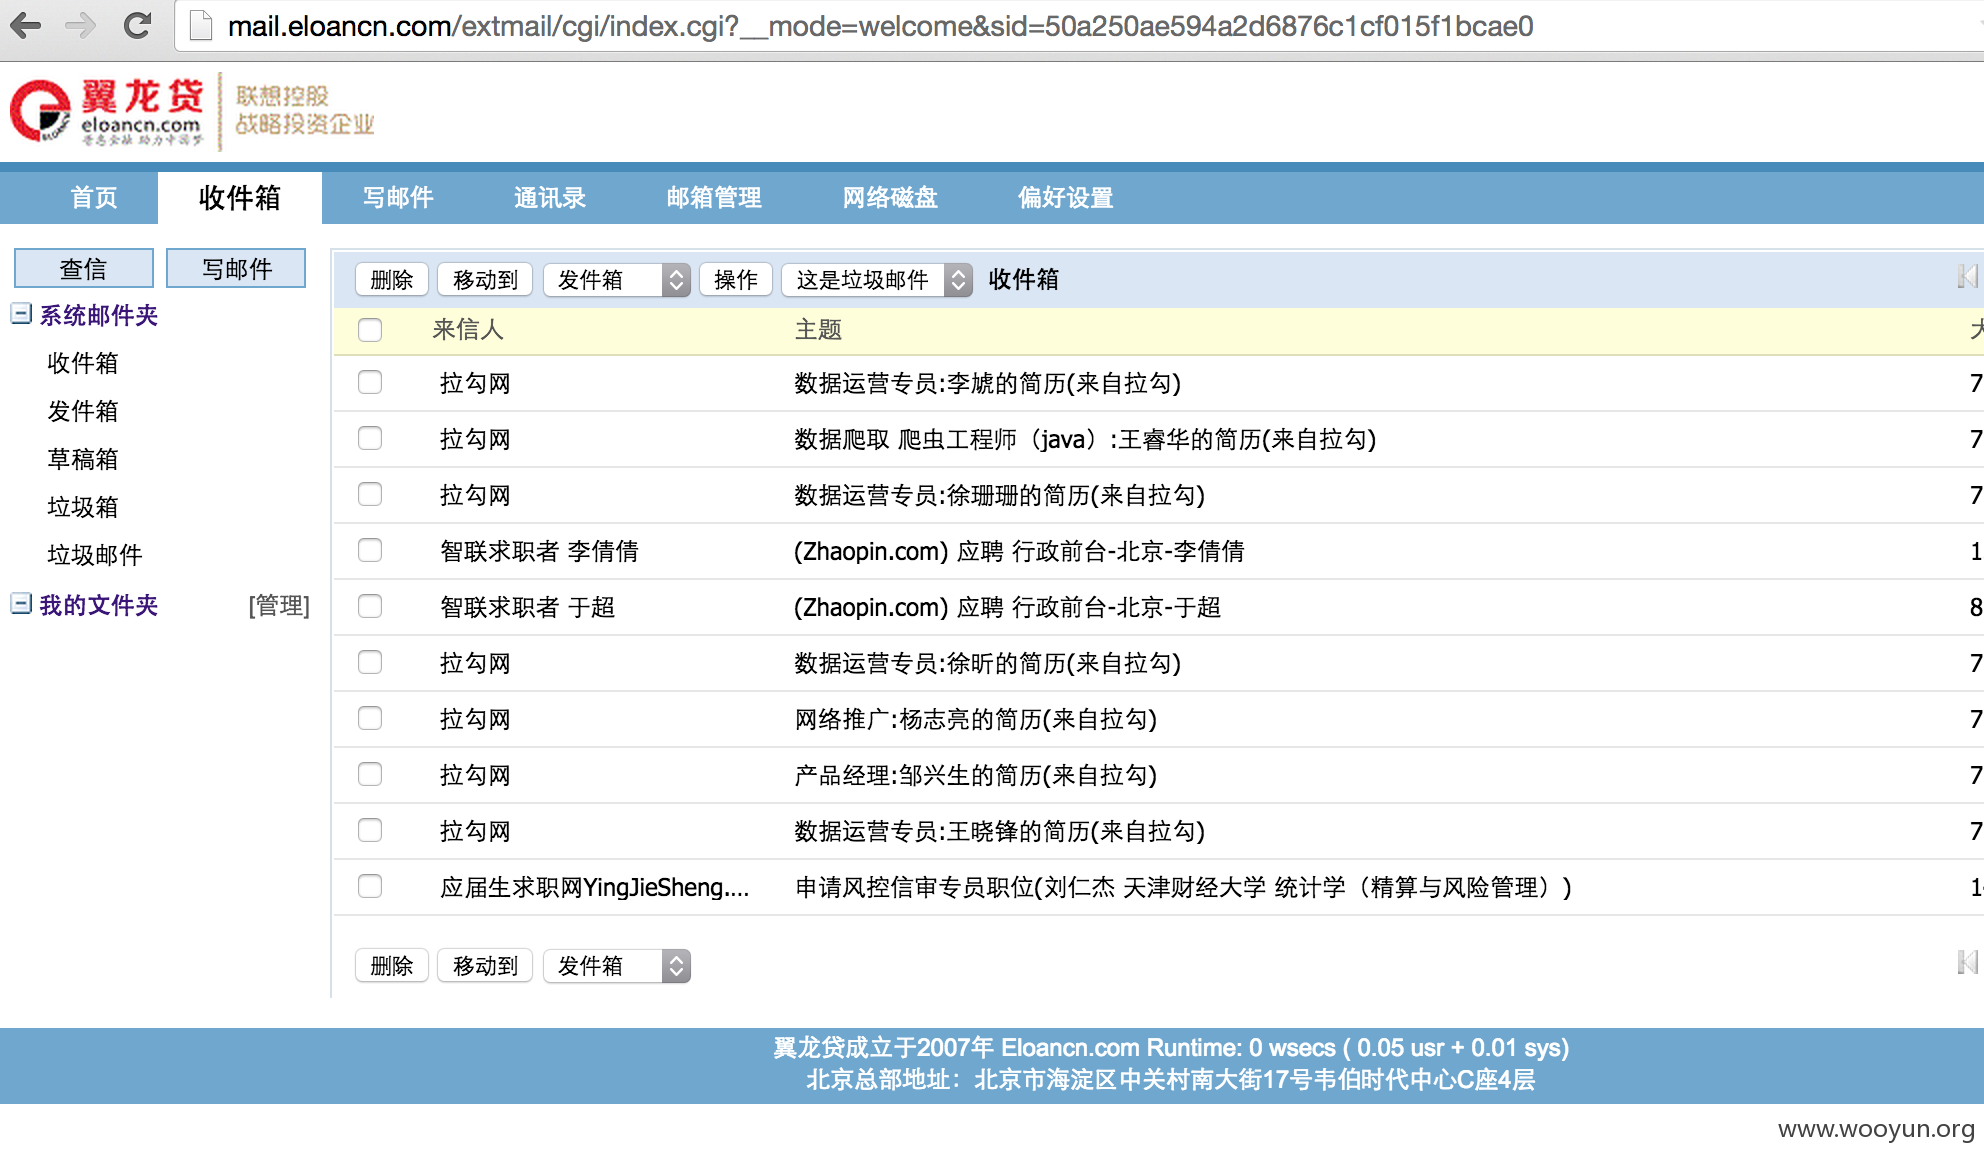 mail.eloancn.com/extmail/cgi/index.cgi?__mode=welcome&sid=50a250ae594a2d6876c1cf015f1bcae0
翼龙贷
eloancn.com
普惠金融 助力中国梦
联想控股
战略投资企业
首页 收件箱 写邮件 通讯录 邮箱管理 网络磁盘 偏好设置
查信 写邮件
系统邮件夹
收件箱
发件箱
草稿箱
垃圾箱
垃圾邮件
我的文件夹 [管理]
删除 移动到 发件箱 操作 这是垃圾邮件 收件箱
来信人 主题
拉勾网 数据运营专员:李虓的简历(来自拉勾) 7
拉勾网 数据爬取 爬虫工程师（java）:王睿华的简历(来自拉勾) 7
拉勾网 数据运营专员:徐珊珊的简历(来自拉勾) 7
智联求职者 李倩倩 (Zhaopin.com) 应聘 行政前台-北京-李倩倩 1
智联求职者 于超 (Zhaopin.com) 应聘 行政前台-北京-于超 8
拉勾网 数据运营专员:徐昕的简历(来自拉勾) 7
拉勾网 网络推广:杨志亮的简历(来自拉勾) 7
拉勾网 产品经理:邹兴生的简历(来自拉勾) 7
拉勾网 数据运营专员:王晓锋的简历(来自拉勾) 7
应届生求职网YingJieSheng.... 申请风控信审专员职位(刘仁杰 天津财经大学 统计学（精算与风险管理）) 1
删除 移动到 发件箱
翼龙贷成立于2007年 Eloancn.com Runtime: 0 wsecs ( 0.05 usr + 0.01 sys)
北京总部地址：北京市海淀区中关村南大街17号韦伯时代中心C座4层
www.wooyun.org